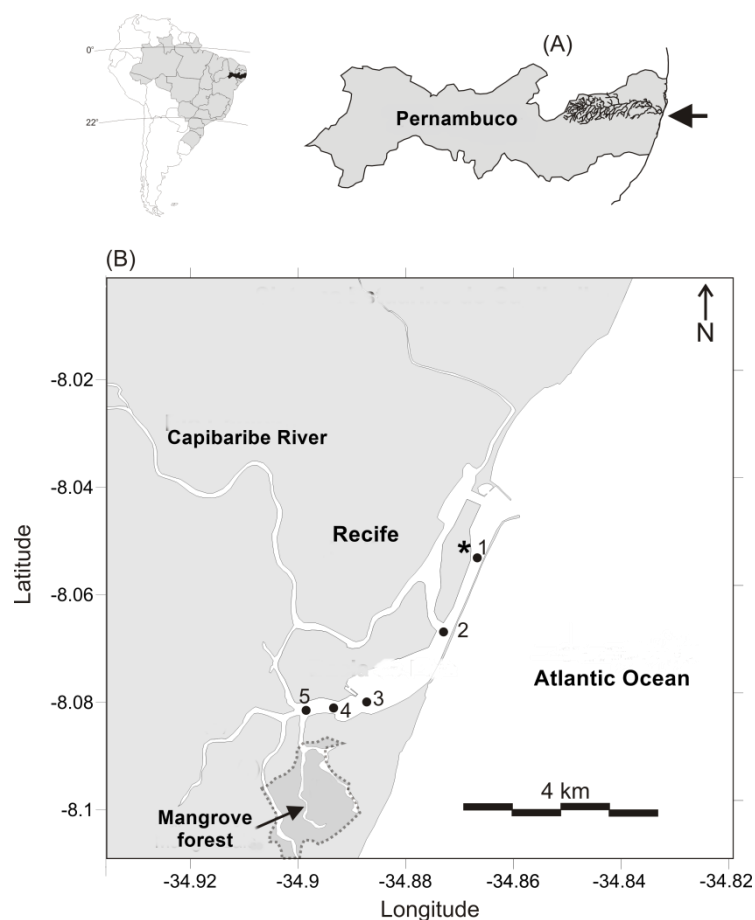 0°
22°
(A)
Pernambuco
(B)
N
-8.02
-8.04
-8.06
-8.08
-8.1
Latitude
Capibaribe River
Recife
* 1
2
3
4
5
Atlantic Ocean
Mangrove
forest
4 km
-34.92
-34.9
-34.88
-34.86
-34.84
-34.82
Longitude